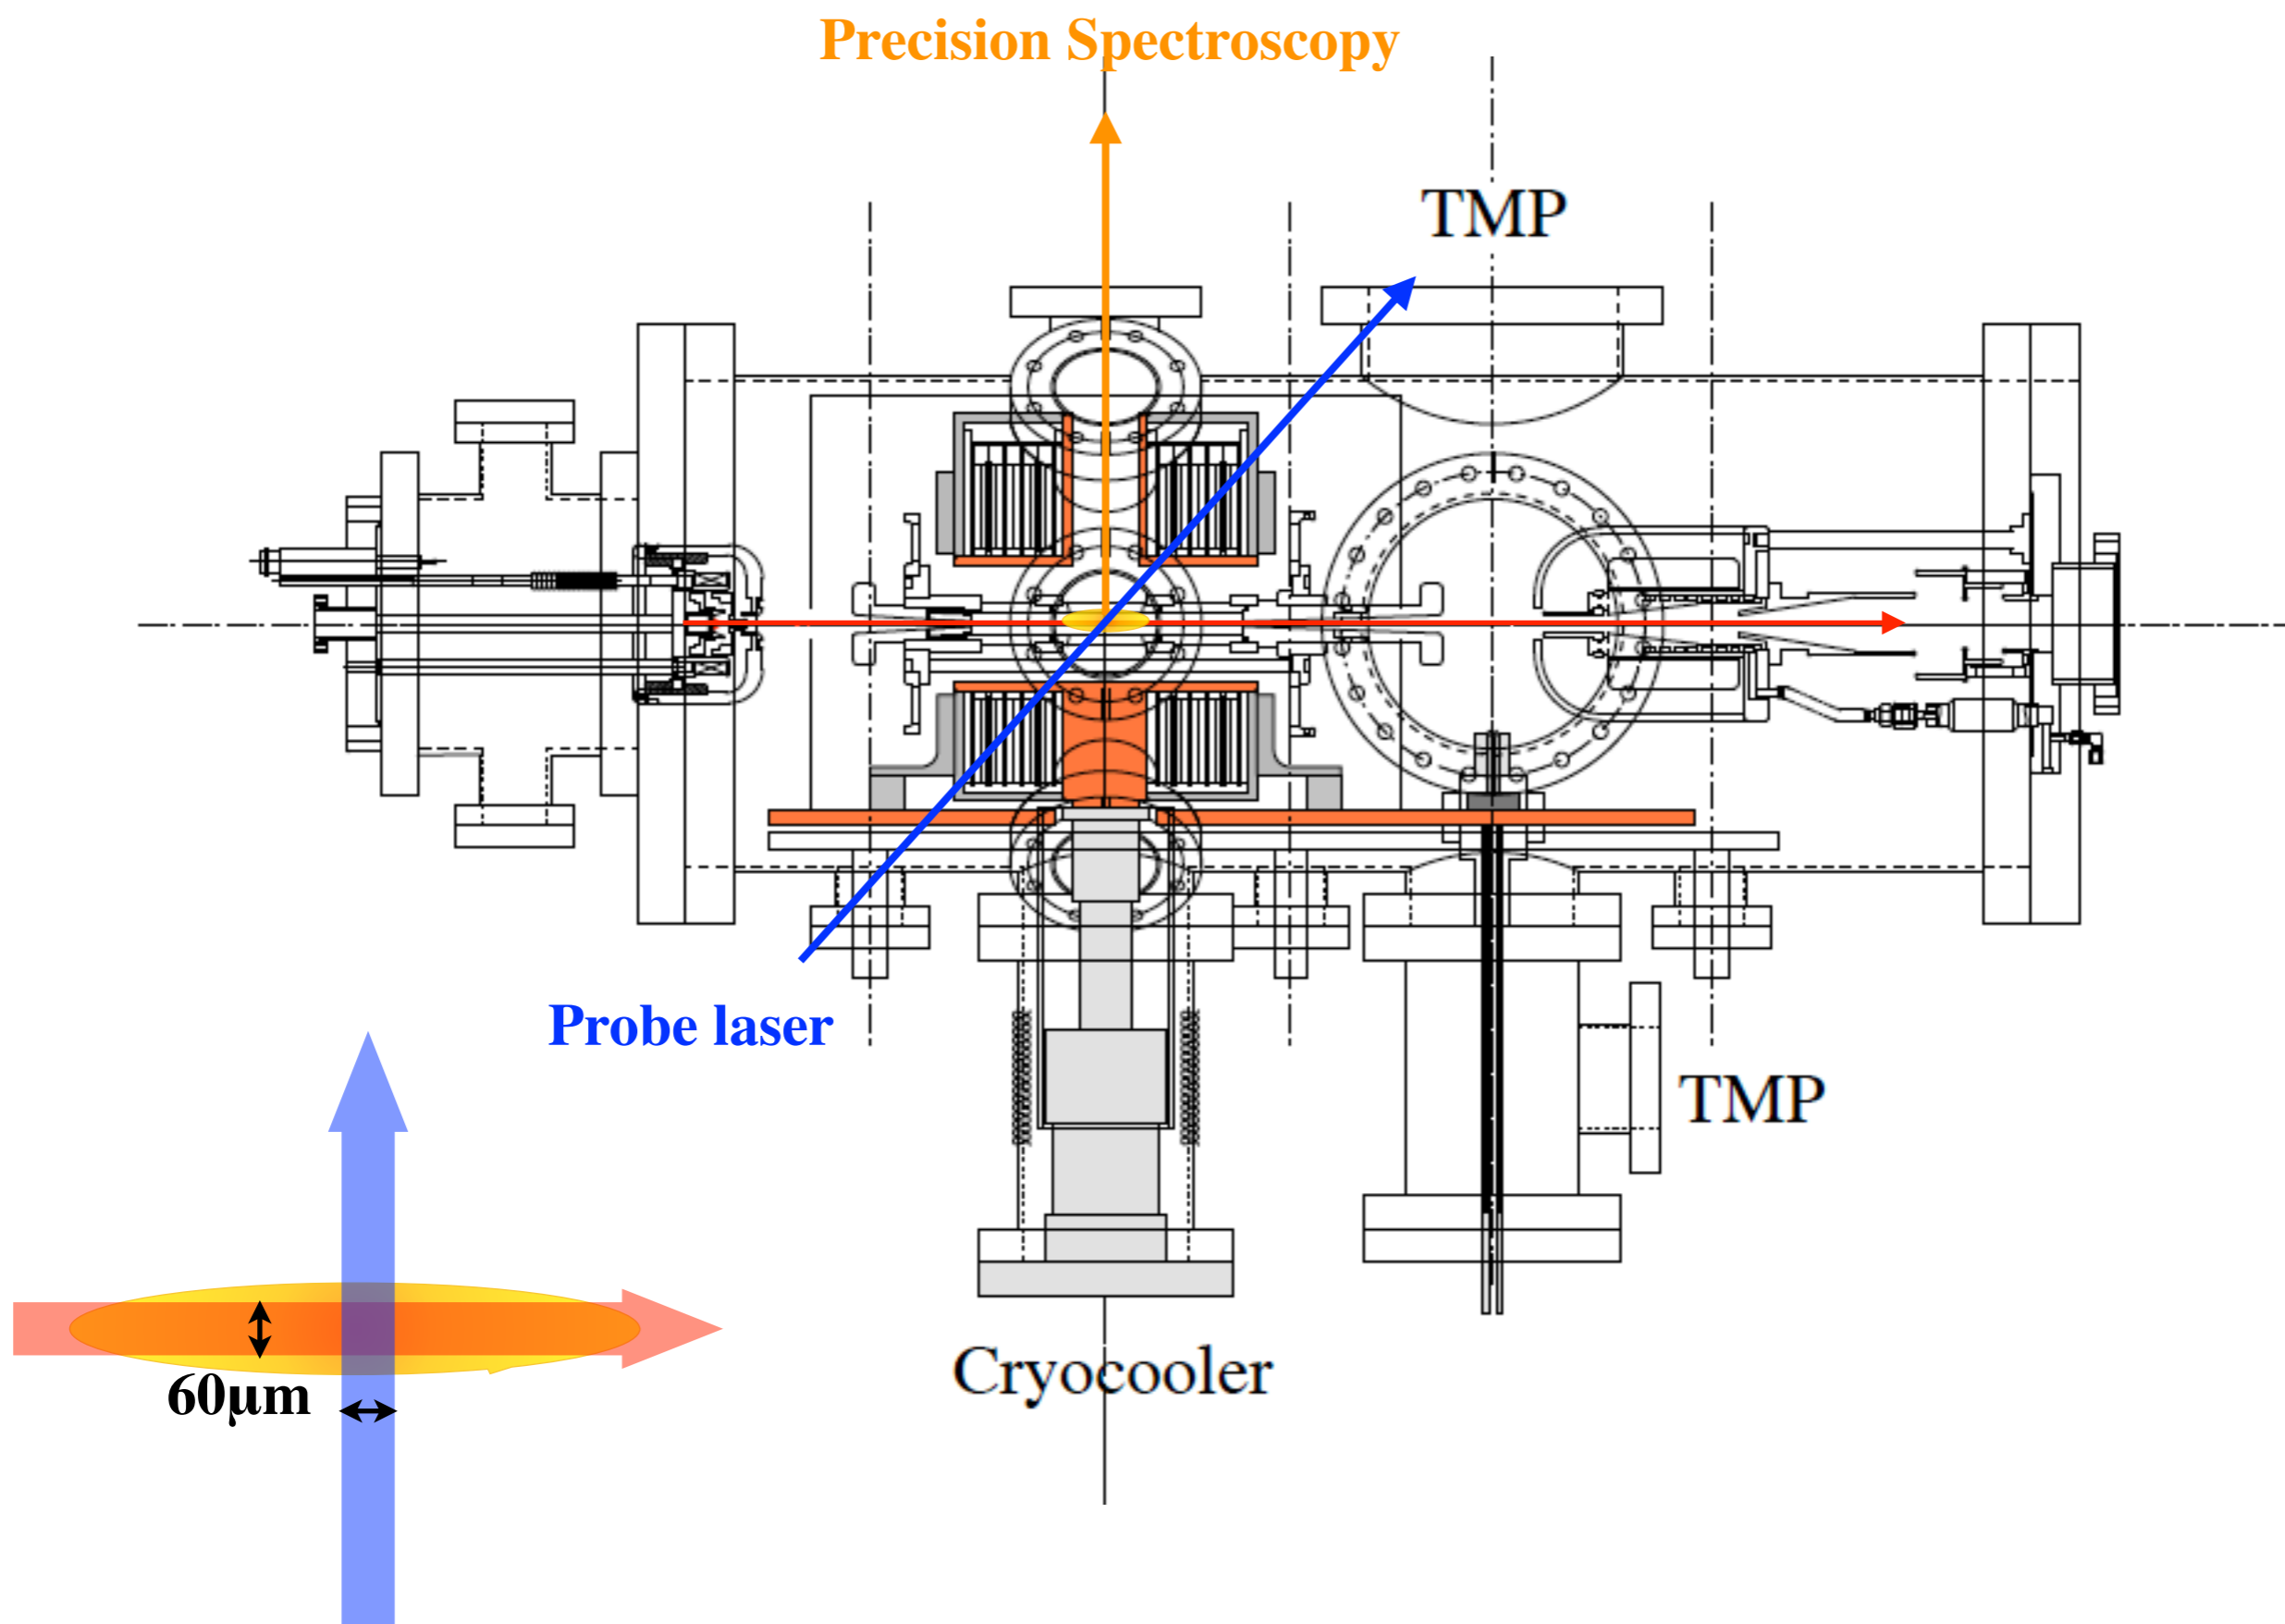 Precision Spectroscopy
TMP
Probe laser
TMP
Cryocooler
60μm